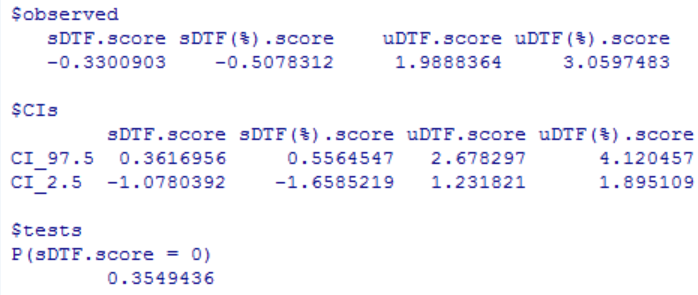 $observed
sDTF.score sDTF(%).score uDTF.score uDTF(%).score
-0.3300903 -0.5078312 1.9888364 3.0597483
$CIs
sDTF.score sDTF(%).score uDTF.score uDTF(%).score
CI_97.5 0.3616956 0.5564547 2.678297 4.120457
CI_2.5 -1.0780392 -1.6585219 1.231821 1.895109
$tests
P(sDTF.score = 0)
0.3549436